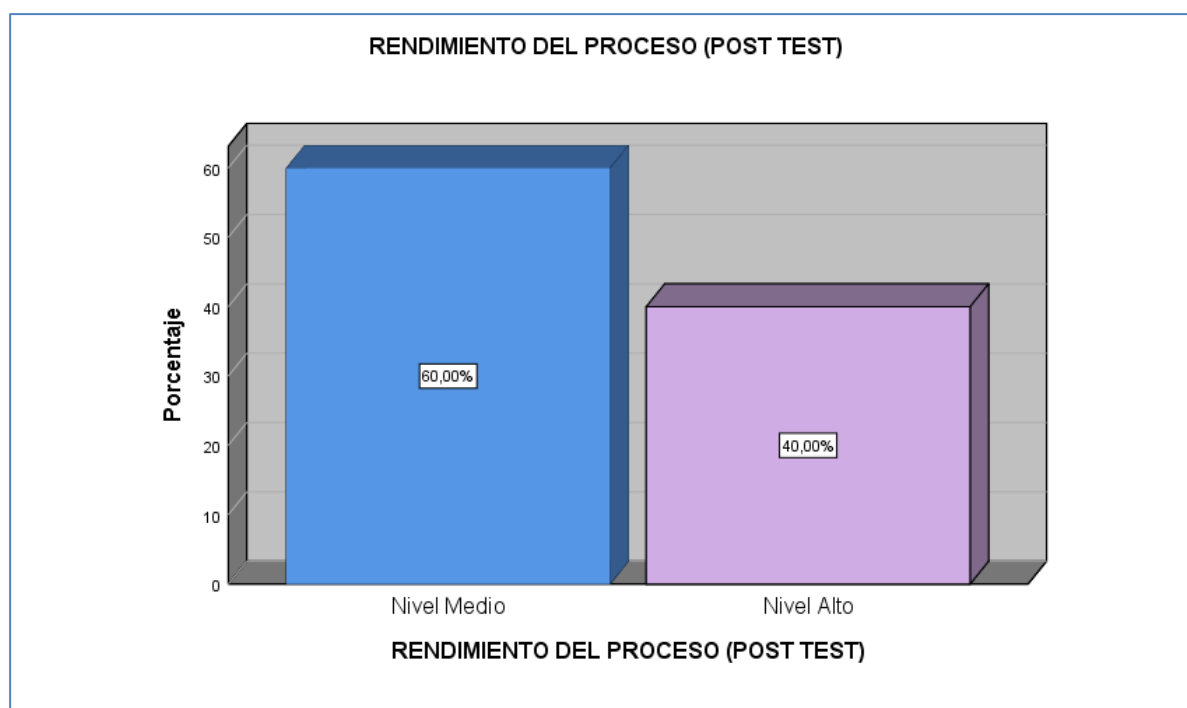 RENDIMIENTO DEL PROCESO (POST TEST)
Porcentaje
60
50
40
30
20
10
0
60,00%
40,00%
Nivel Medio
Nivel Alto
RENDIMIENTO DEL PROCESO (POST TEST)